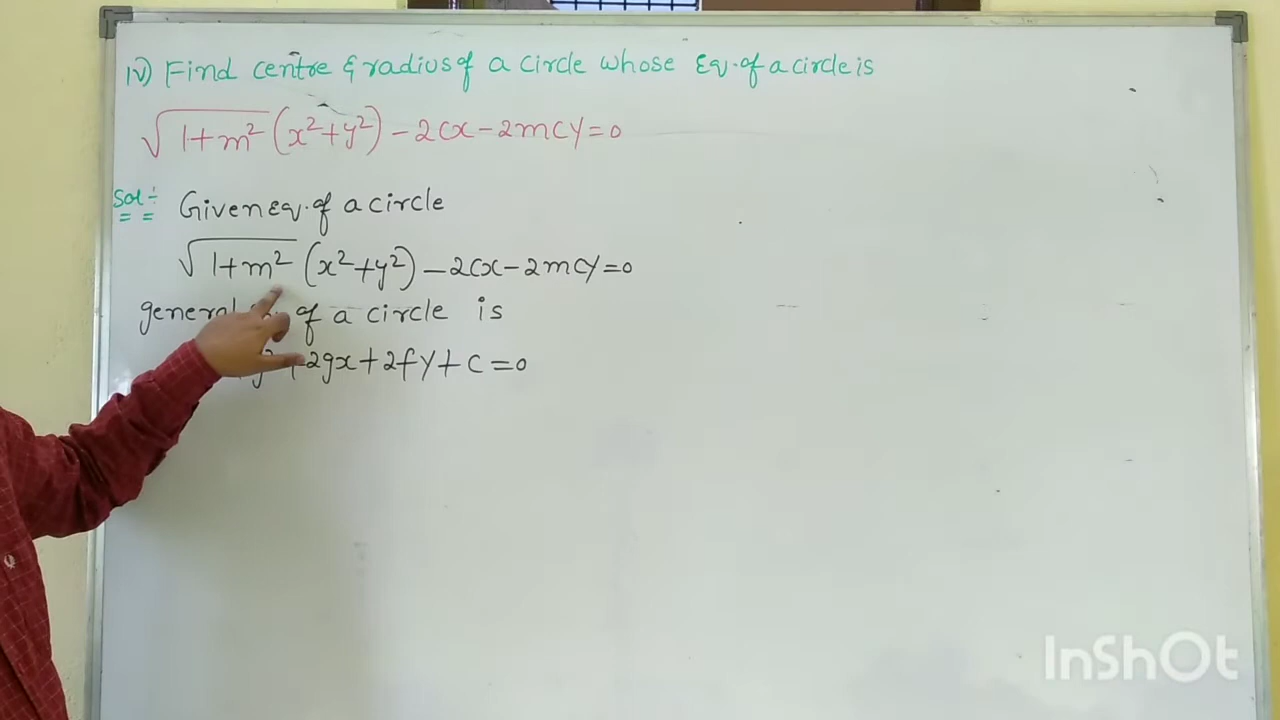 iv) Find centre & radius of a circle whose Eq. of a circle is
√1+m² (x²+y²) - 2cx - 2mcy = 0
Sol:- Given Eq. of a circle
√1+m² (x²+y²) - 2cx - 2mcy = 0
general of a circle is
+2gx + 2fy + c = 0
InShOt